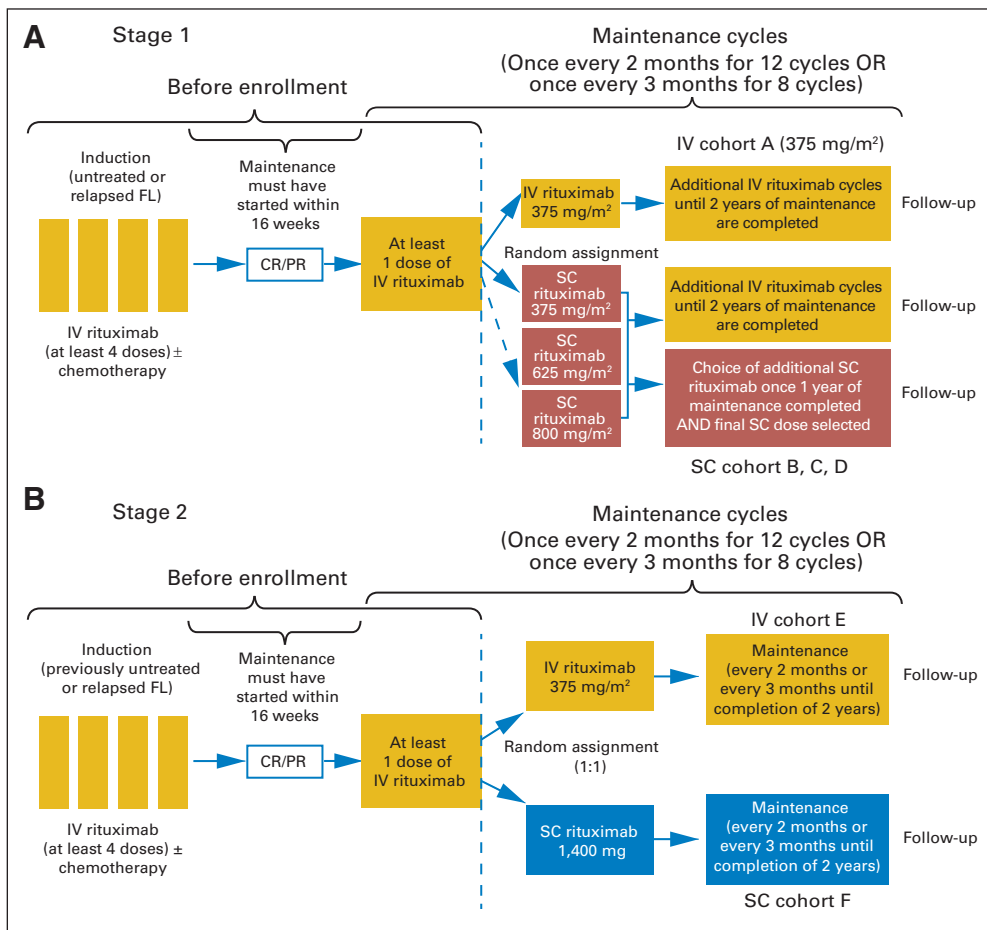 A
Stage 1
Maintenance cycles
(Once every 2 months for 12 cycles OR
once every 3 months for 8 cycles)
Before enrollment
Induction
(untreated or
relapsed FL)
Maintenance
must have
started within
16 weeks
IV rituximab
(at least 4 doses) ±
chemotherapy
CR/PR
At least
1 dose of
IV rituximab
IV rituximab
375 mg/m²
Random assignment
SC
rituximab
375 mg/m²
SC
rituximab
625 mg/m²
SC
rituximab
800 mg/m²
IV cohort A (375 mg/m²)
Additional IV rituximab cycles
until 2 years of maintenance
are completed
Follow-up
Additional IV rituximab cycles
until 2 years of maintenance
are completed
Follow-up
Choice of additional SC
rituximab once 1 year of
maintenance completed
AND final SC dose selected
Follow-up
SC cohort B, C, D
B
Stage 2
Maintenance cycles
(Once every 2 months for 12 cycles OR
once every 3 months for 8 cycles)
Before enrollment
Induction
(previously untreated
or relapsed FL)
Maintenance
must have
started within
16 weeks
IV rituximab
(at least 4 doses) ±
chemotherapy
CR/PR
At least
1 dose of
IV rituximab
IV rituximab
375 mg/m²
Random assignment
(1:1)
SC rituximab
1,400 mg
IV cohort E
Maintenance
(every 2 months or
every 3 months until
completion of 2 years)
Follow-up
Maintenance
(every 2 months or
every 3 months until
completion of 2 years)
Follow-up
SC cohort F